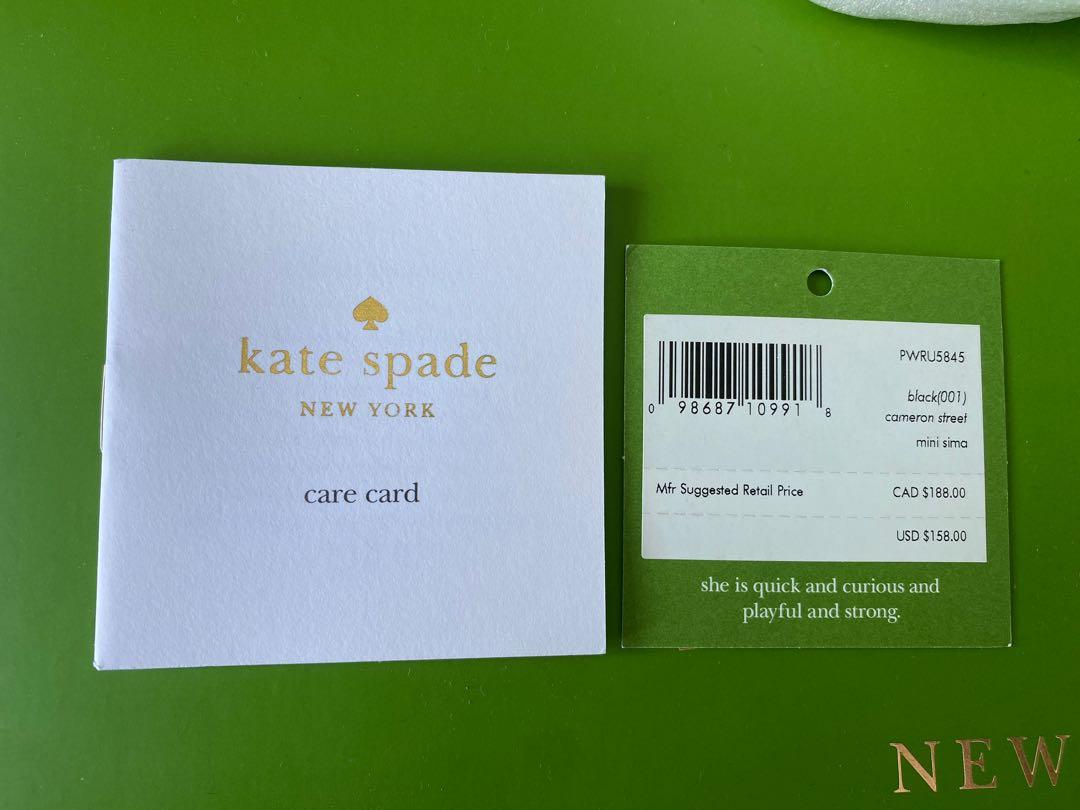 kate spade
NEW YORK
care card
PWRU5845
0 98687 10991 8
black(001)
cameron street
mini sima
Mfr Suggested Retail Price CAD $188.00
USD $158.00
she is quick and curious and
playful and strong.
NEW